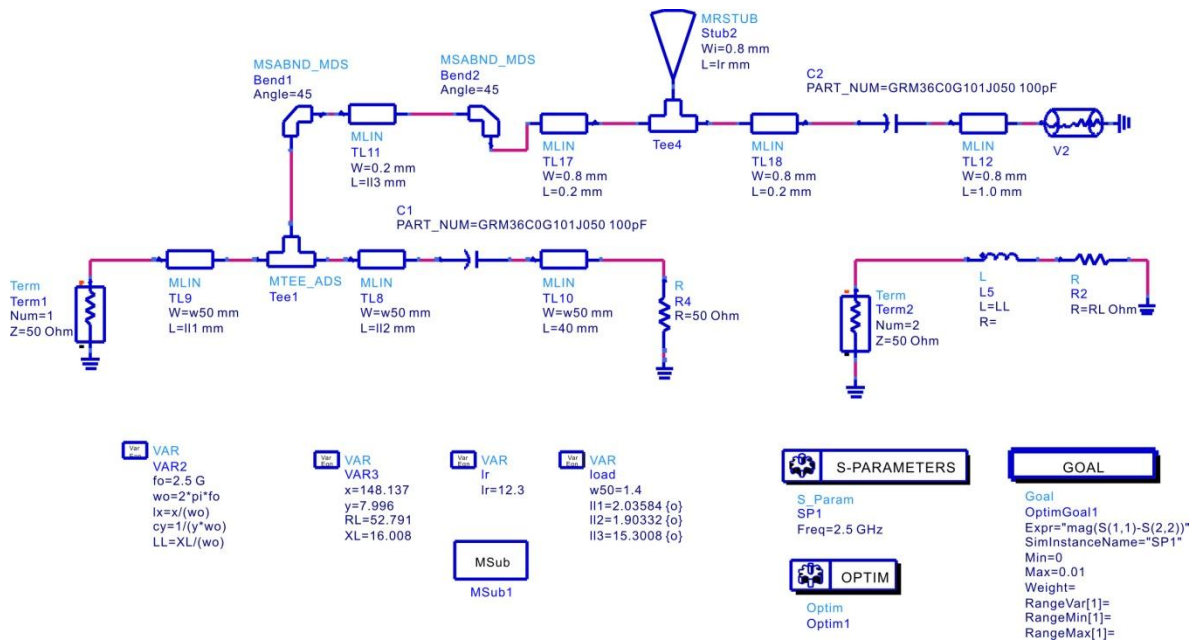 MRSTUB
Stub2
Wi=0.8 mm
L=lr mm
MSABND_MDS
Bend1
Angle=45
MSABND_MDS
Bend2
Angle=45
C2
PART_NUM=GRM36C0G101J050 100pF
MLIN
TL11
W=0.2 mm
L=ll3 mm
MLIN
TL17
W=0.8 mm
L=0.2 mm
Tee4
MLIN
TL18
W=0.8 mm
L=0.2 mm
MLIN
TL12
W=0.8 mm
L=1.0 mm
V2
C1
PART_NUM=GRM36C0G101J050 100pF
Term
Term1
Num=1
Z=50 Ohm
MLIN
TL9
W=w50 mm
L=ll1 mm
MTEE_ADS
Tee1
MLIN
TL8
W=w50 mm
L=ll2 mm
MLIN
TL10
W=w50 mm
L=40 mm
R
R4
R=50 Ohm
Term
Term2
Num=2
Z=50 Ohm
L
L5
L=LL
R=
R
R2
R=RL Ohm
Var
Eqn
VAR
VAR2
fo=2.5 G
wo=2*pi*fo
lx=x/(wo)
cy=1/(y*wo)
LL=XL/(wo)
Var
Eqn
VAR
VAR3
x=148.137
y=7.996
RL=52.791
XL=16.008
Var
Eqn
VAR
lr
lr=12.3
MSub
MSub1
Var
Eqn
VAR
load
w50=1.4
ll1=2.03584 {o}
ll2=1.90332 {o}
ll3=15.3008 {o}
S-PARAMETERS
S_Param
SP1
Freq=2.5 GHz
OPTIM
Optim
Optim1
GOAL
Goal
OptimGoal1
Expr="mag(S(1,1)-S(2,2))"
SimInstanceName="SP1"
Min=0
Max=0.01
Weight=
RangeVar[1]=
RangeMin[1]=
RangeMax[1]=